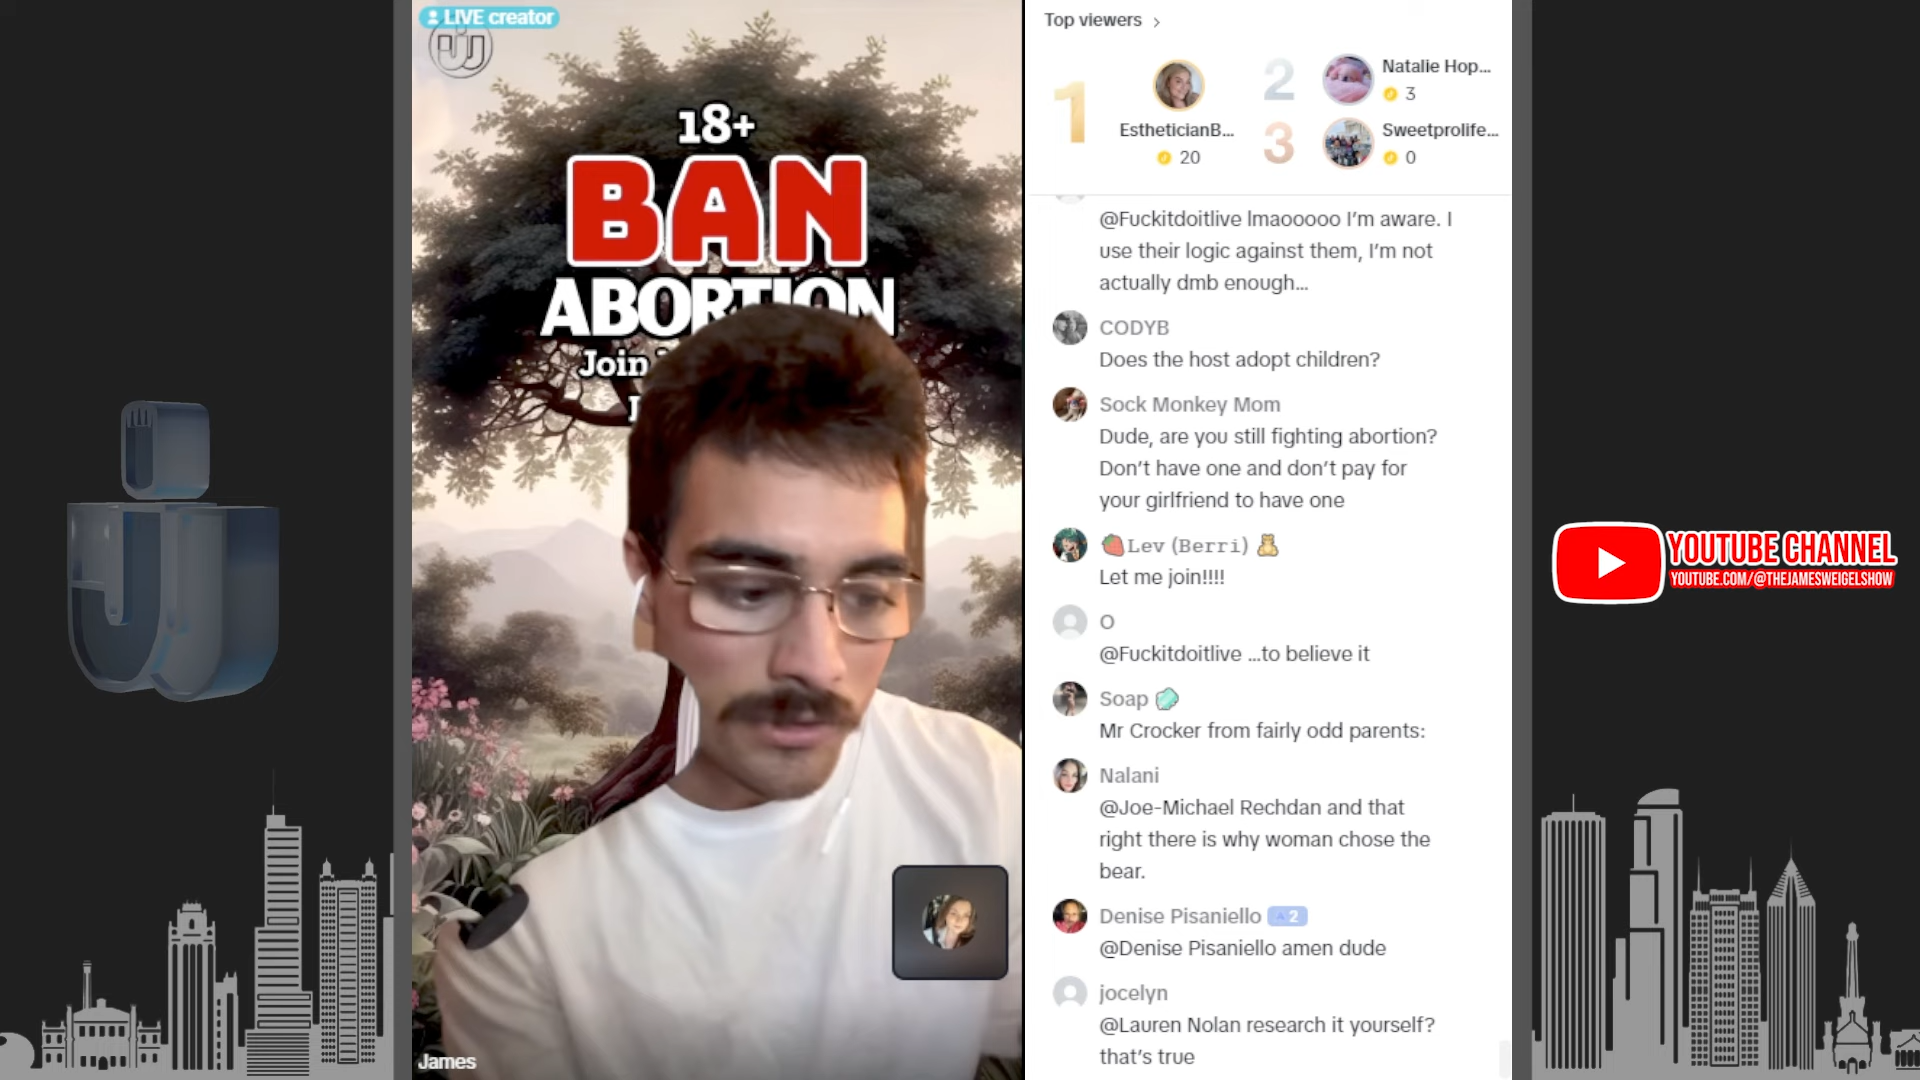 LIVE creator
18+
BAN
ABORTION
Join
James
Top viewers >
1
EstheticianB...
20
2
Natalie Hop...
3
3
Sweetprolife...
0
@Fuckitdoitlive lmaooooo I’m aware. I
use their logic against them, I’m not
actually dmb enough...
CODYB
Does the host adopt children?
Sock Monkey Mom
Dude, are you still fighting abortion?
Don’t have one and don’t pay for
your girlfriend to have one
🍓Lev (Berri) 🧸
Let me join!!!!
O
@Fuckitdoitlive ...to believe it
Soap 🧼
Mr Crocker from fairly odd parents:
Nalani
@Joe-Michael Rechdan and that
right there is why woman chose the
bear.
Denise Pisaniello 2
@Denise Pisaniello amen dude
jocelyn
@Lauren Nolan research it yourself?
that’s true
YOUTUBE CHANNEL
YOUTUBE.COM/@THEJAMESWEIGELSHOW